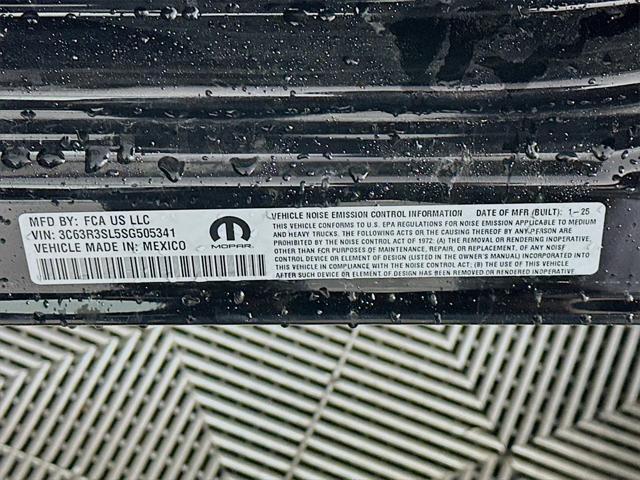 MFD BY: FCA US LLC
VIN: 3C63R3SL5SG505341
VEHICLE MADE IN: MEXICO
MOPAR
VEHICLE NOISE EMISSION CONTROL INFORMATION DATE OF MFR (BUILT): 1-25
THIS VEHICLE CONFORMS TO U.S. EPA REGULATIONS FOR NOISE EMISSION APPLICABLE TO MEDIUM
AND HEAVY TRUCKS. THE FOLLOWING ACTS OR THE CAUSING THEREOF BY ANY PERSON ARE
PROHIBITED BY THE NOISE CONTROL ACT OF 1972: (A) THE REMOVAL OR RENDERING INOPERATIVE,
OTHER THAN FOR PURPOSES OF MAINTENANCE, REPAIR, OR REPLACEMENT, OF ANY NOISE
CONTROL DEVICE OR ELEMENT OF DESIGN (LISTED IN THE OWNER'S MANUAL) INCORPORATED INTO
THIS VEHICLE IN COMPLIANCE WITH THE NOISE CONTROL ACT; (B) THE USE OF THIS VEHICLE
AFTER SUCH DEVICE OR ELEMENT OF DESIGN HAS BEEN REMOVED OR RENDERED INOPERATIVE